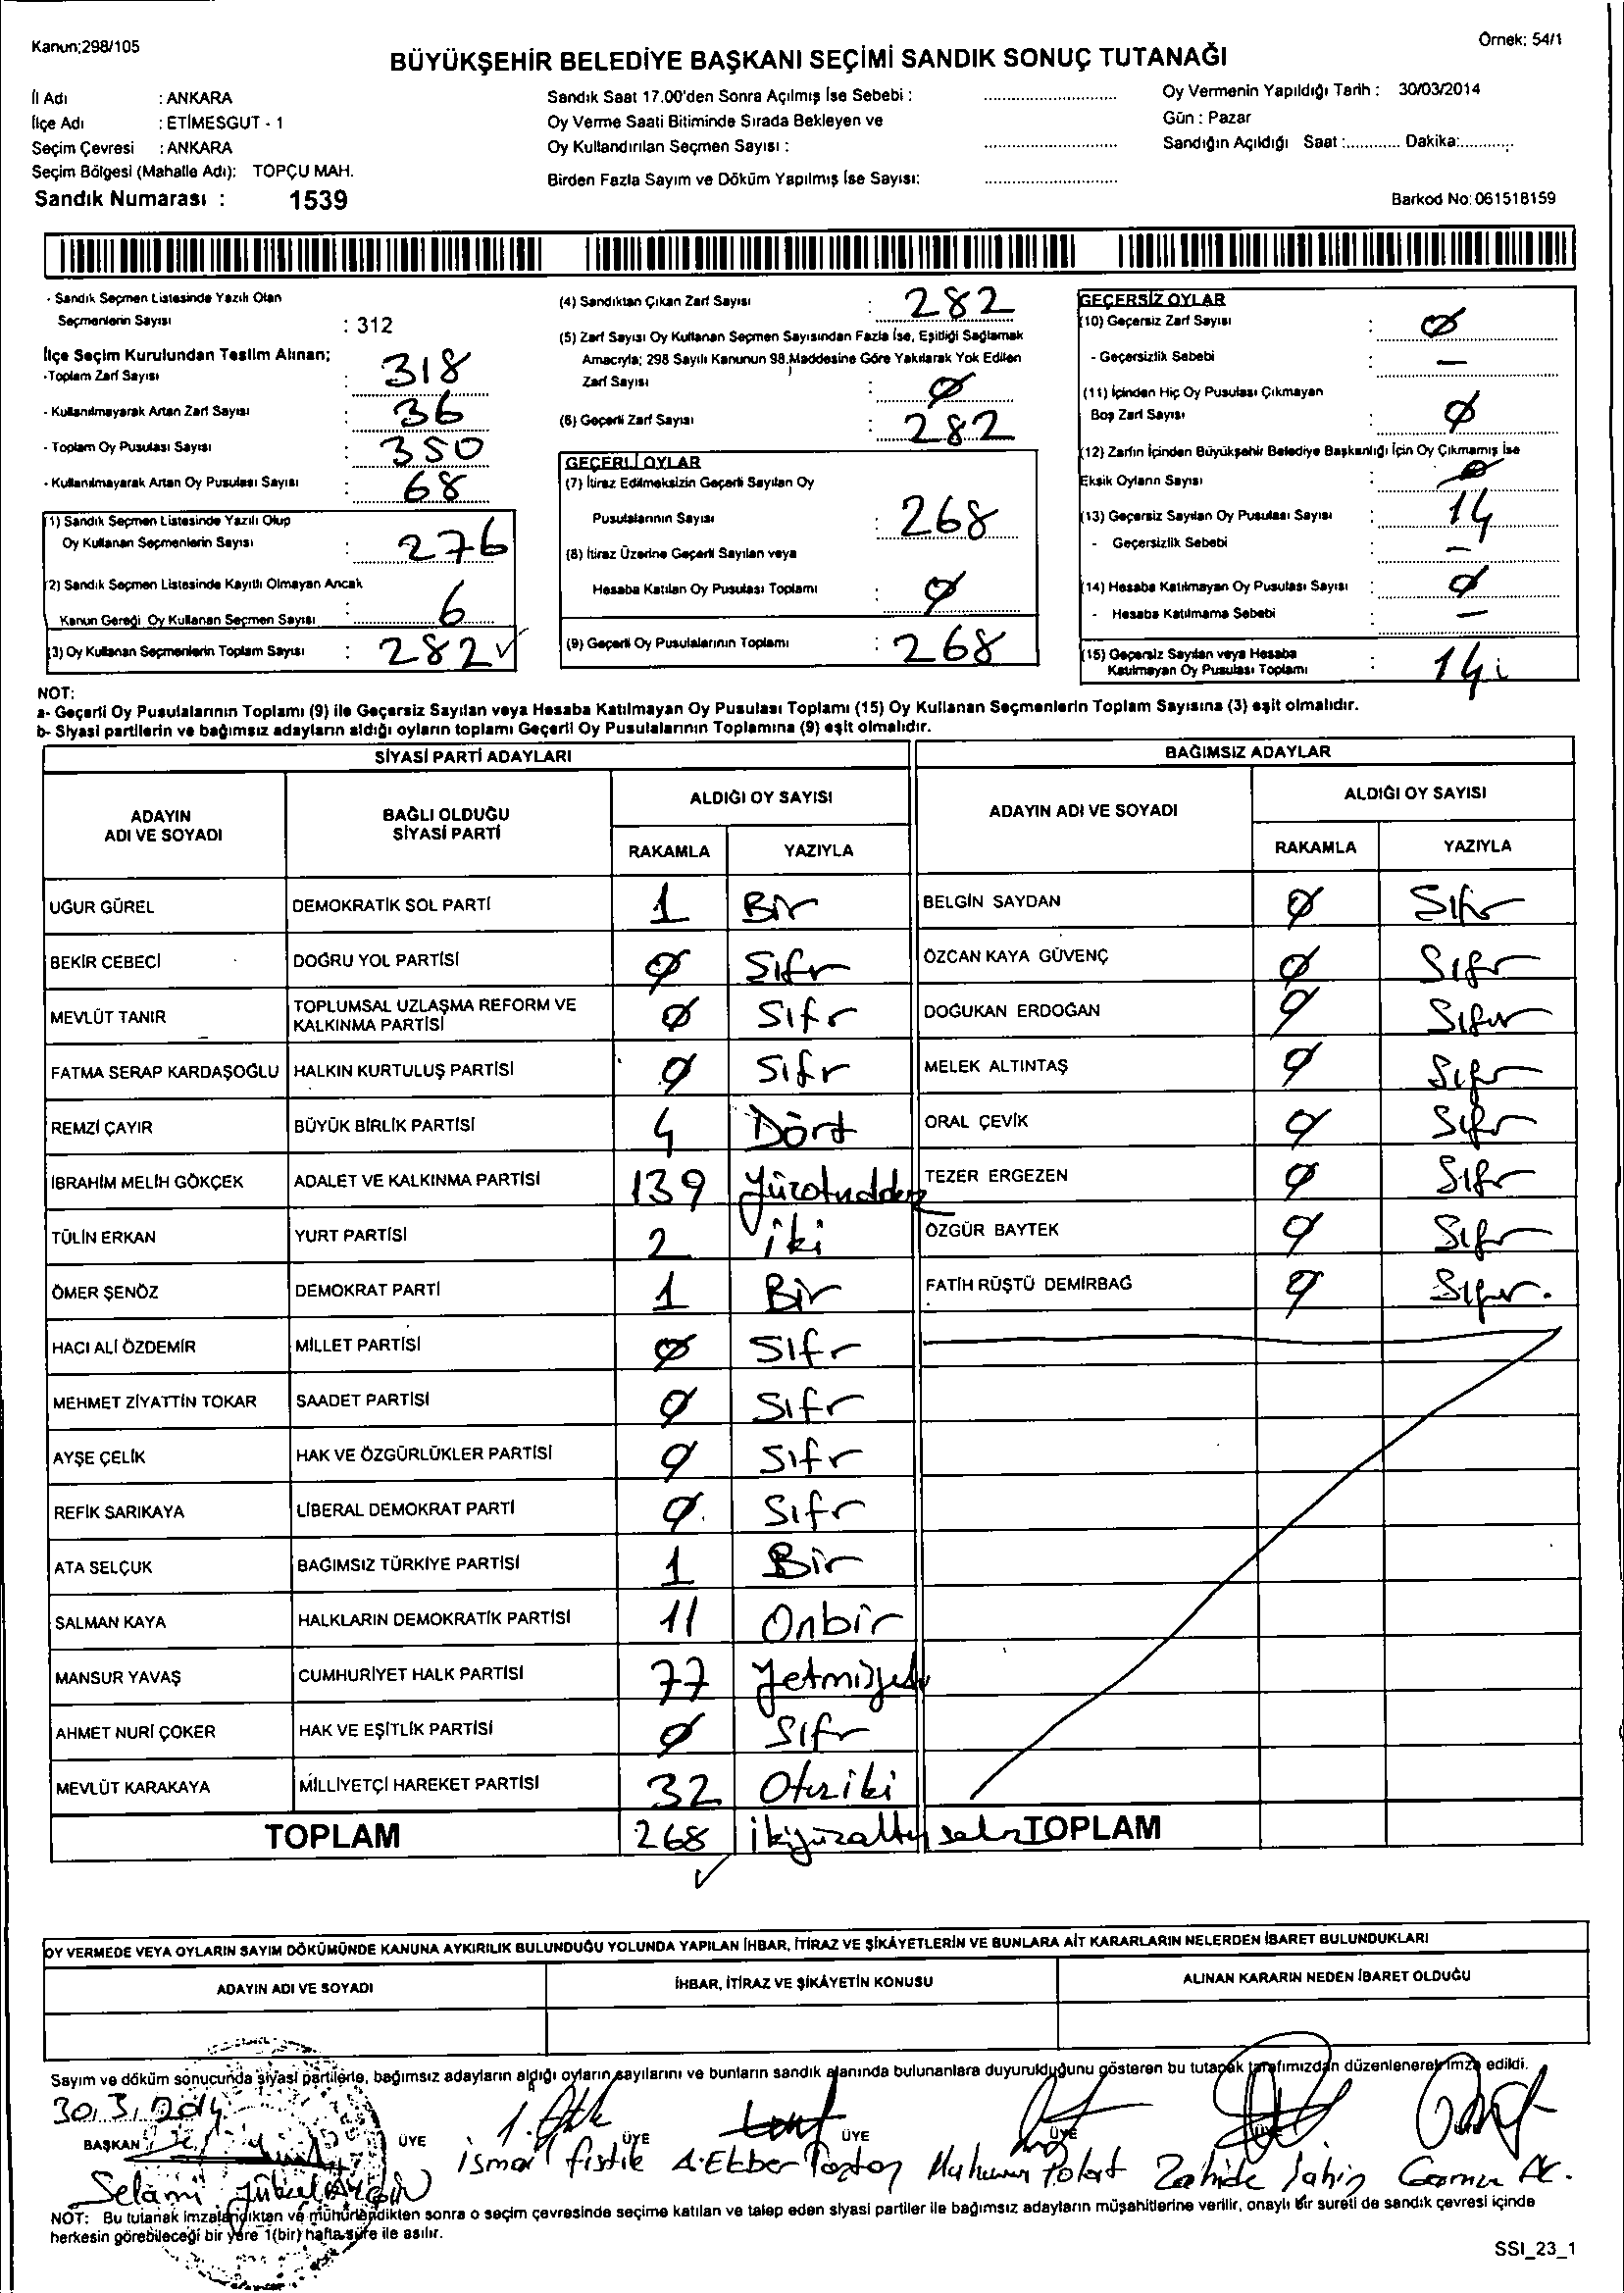 Kanun;298/105
Örnek: 54/1
BÜYÜKŞEHİR BELEDİYE BAŞKANI SEÇİMİ SANDIK SONUÇ TUTANAĞI
İl Adı : ANKARA
İlçe Adı : ETİMESGUT - 1
Seçim Çevresi : ANKARA
Seçim Bölgesi (Mahalle Adı): TOPÇU MAH.
Sandık Numarası : 1539
Sandık Saat 17.00'den Sonra Açılmış İse Sebebi :
Oy Verme Saati Bitiminde Sırada Bekleyen ve
Oy Kullandırılan Seçmen Sayısı :
Birden Fazla Sayım ve Döküm Yapılmış İse Sayısı:
Oy Vermenin Yapıldığı Tarih : 30/03/2014
Gün : Pazar
Sandığın Açıldığı Saat :............ Dakika:............
Barkod No: 061518159
- Sandık Seçmen Listesinde Yazılı Olan
Seçmenlerin Sayısı : 312
İlçe Seçim Kurulundan Teslim Alınan;
-Toplam Zarf Sayısı : 318
- Kullanılmayarak Artan Zarf Sayısı : 36
- Toplam Oy Pusulası Sayısı : 350
- Kullanılmayarak Artan Oy Pusulası Sayısı : 68
(1) Sandık Seçmen Listesinde Yazılı Olup
Oy Kullanan Seçmenlerin Sayısı : 276
(2) Sandık Seçmen Listesinde Kayıtlı Olmayan Ancak
Kanun Gereği Oy Kullanan Seçmen Sayısı : 6
(3) Oy Kullanan Seçmenlerin Toplam Sayısı : 282
(4) Sandıktan Çıkan Zarf Sayısı : 282
(5) Zarf Sayısı Oy Kullanan Seçmen Sayısından Fazla İse, Eşitliği Sağlamak
Amacıyla; 298 Sayılı Kanunun 98.Maddesine Göre Yakılarak Yok Edilen
Zarf Sayısı : Ø
(6) Geçerli Zarf Sayısı : 282
GEÇERLİ OYLAR
(7) İtiraz Edilmeksizin Geçerli Sayılan Oy
Pusulalarının Sayısı : 268
(8) İtiraz Üzerine Geçerli Sayılan veya
Hesaba Katılan Oy Pusulası Toplamı : Ø
(9) Geçerli Oy Pusulalarının Toplamı : 268
GEÇERSİZ OYLAR
(10) Geçersiz Zarf Sayısı : Ø
- Geçersizlik Sebebi : —
(11) İçinden Hiç Oy Pusulası Çıkmayan
Boş Zarf Sayısı : Ø
(12) Zarfın İçinden Büyükşehir Belediye Başkanlığı İçin Oy Çıkmamış İse
Eksik Oyların Sayısı : Ø
(13) Geçersiz Sayılan Oy Pusulası Sayısı : 14
- Geçersizlik Sebebi : —
(14) Hesaba Katılmayan Oy Pusulası Sayısı : Ø
- Hesaba Katılmama Sebebi : —
(15) Geçersiz Sayılan veya Hesaba
Katılmayan Oy Pusulası Toplamı : 14
NOT:
a- Geçerli Oy Pusulalarının Toplamı (9) ile Geçersiz Sayılan veya Hesaba Katılmayan Oy Pusulası Toplamı (15) Oy Kullanan Seçmenlerin Toplam Sayısına (3) eşit olmalıdır.
b- Siyasi partilerin ve bağımsız adayların aldığı oyların toplamı Geçerli Oy Pusulalarının Toplamına (9) eşit olmalıdır.
SİYASİ PARTİ ADAYLARI
ADAYIN ADI VE SOYADI
BAĞLI OLDUĞU SİYASİ PARTİ
ALDIĞI OY SAYISI
RAKAMLA YAZIYLA
UĞUR GÜREL DEMOKRATİK SOL PARTİ 1 Bir
BEKİR CEBECİ DOĞRU YOL PARTİSİ Ø Sıfr
MEVLÜT TANIR TOPLUMSAL UZLAŞMA REFORM VE KALKINMA PARTİSİ Ø Sıfr
FATMA SERAP KARDAŞOĞLU HALKIN KURTULUŞ PARTİSİ Ø Sıfr
REMZİ ÇAYIR BÜYÜK BİRLİK PARTİSİ 4 Dört
İBRAHİM MELİH GÖKÇEK ADALET VE KALKINMA PARTİSİ 139
TÜLİN ERKAN YURT PARTİSİ 2 iki
ÖMER ŞENÖZ DEMOKRAT PARTİ 1 Bir
HACI ALİ ÖZDEMİR MİLLET PARTİSİ Ø Sıfr
MEHMET ZİYATTİN TOKAR SAADET PARTİSİ Ø Sıfr
AYŞE ÇELİK HAK VE ÖZGÜRLÜKLER PARTİSİ Ø Sıfr
REFİK SARIKAYA LİBERAL DEMOKRAT PARTİ Ø Sıfr
ATA SELÇUK BAĞIMSIZ TÜRKİYE PARTİSİ 1 Bir
SALMAN KAYA HALKLARIN DEMOKRATİK PARTİSİ 11 Onbir
MANSUR YAVAŞ CUMHURİYET HALK PARTİSİ 77 Yetmişyedi
AHMET NURİ ÇOKER HAK VE EŞİTLİK PARTİSİ Ø Sıfr
MEVLÜT KARAKAYA MİLLİYETÇİ HAREKET PARTİSİ 32 Otuziki
TOPLAM 268
BAĞIMSIZ ADAYLAR
ADAYIN ADI VE SOYADI
ALDIĞI OY SAYISI
RAKAMLA YAZIYLA
BELGİN SAYDAN Ø Sıfr
ÖZCAN KAYA GÜVENÇ Ø Sıfr
DOĞUKAN ERDOĞAN Ø Sıfır
MELEK ALTINTAŞ Ø Sıfr
ORAL ÇEVİK Ø Sıfr
TEZER ERGEZEN Ø Sıfr
ÖZGÜR BAYTEK Ø Sıfr
FATİH RÜŞTÜ DEMİRBAĞ Ø Sıfır.
TOPLAM
OY VERMEDE VEYA OYLARIN SAYIM DÖKÜMÜNDE KANUNA AYKIRILIK BULUNDUĞU YOLUNDA YAPILAN İHBAR, İTİRAZ VE ŞİKÂYETLERİN VE BUNLARA AİT KARARLARIN NELERDEN İBARET BULUNDUKLARI
ADAYIN ADI VE SOYADI
İHBAR, İTİRAZ VE ŞİKÂYETİN KONUSU
ALINAN KARARIN NEDEN İBARET OLDUĞU
Sayım ve döküm sonucunda siyasi partilerle, bağımsız adayların aldığı oyların sayılarını ve bunların sandık alanında bulunanlara duyurulduğunu gösteren bu tutanak tarafımızdan düzenlenerek imza edildi.
30.3.2014
BAŞKAN ÜYE ÜYE ÜYE ÜYE ÜYE
Selami
İsmail Fıstık
Polat
Zahide Şahin
NOT: Bu tutanak imzalandıktan ve mühürlendikten sonra o seçim çevresinde seçime katılan ve talep eden siyasi partiler ile bağımsız adayların müşahitlerine verilir, onaylı bir sureti de sandık çevresi içinde
herkesin görebileceği bir yere 1(bir) hafta süre ile asılır.
SSI_23_1